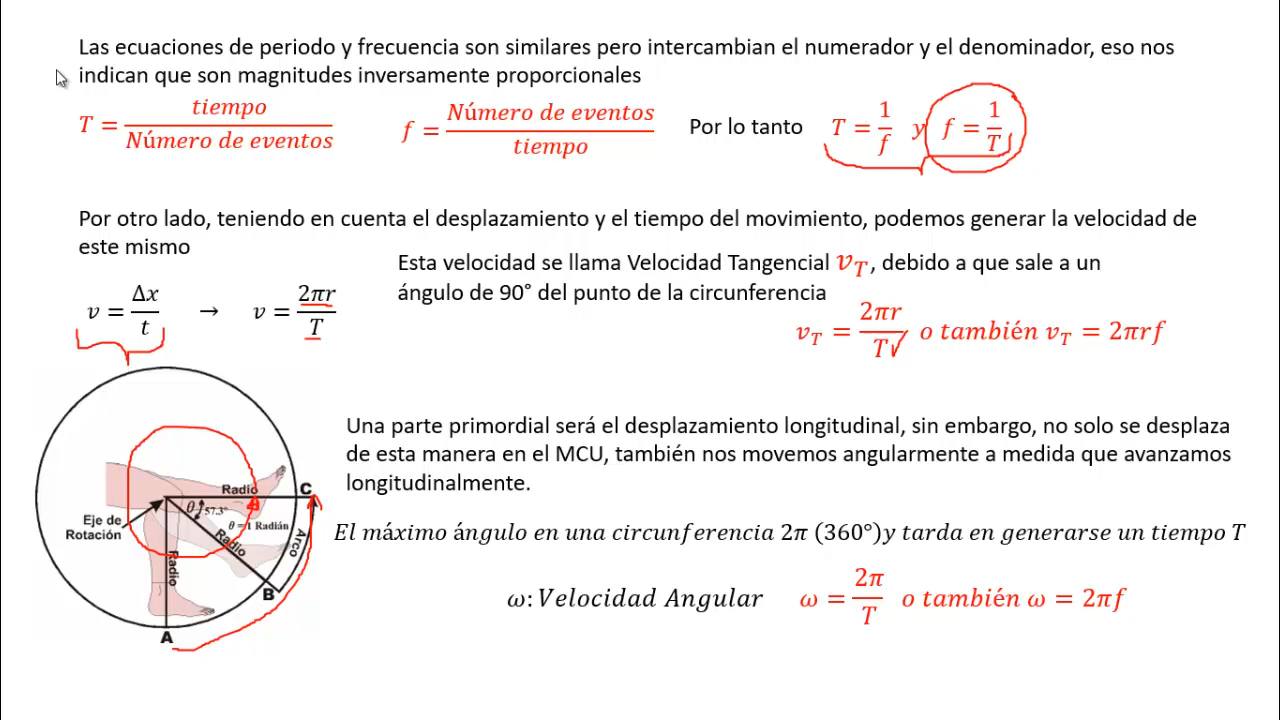 Las ecuaciones de periodo y frecuencia son similares pero intercambian el numerador y el denominador, eso nos
indican que son magnitudes inversamente proporcionales
T = tiempo / Número de eventos   f = Número de eventos / tiempo   Por lo tanto   T = 1/f y f = 1/T
Por otro lado, teniendo en cuenta el desplazamiento y el tiempo del movimiento, podemos generar la velocidad de
este mismo
Esta velocidad se llama Velocidad Tangencial v_T, debido a que sale a un
ángulo de 90° del punto de la circunferencia
v = Δx/t → v = 2πr/T
v_T = 2πr/T o también v_T = 2πrf
Una parte primordial será el desplazamiento longitudinal, sin embargo, no solo se desplaza
de esta manera en el MCU, también nos movemos angularmente a medida que avanzamos
longitudinalmente.
Radio
C
θ 57.3°
θ = 1 Radián
Eje de
Rotación
Radio
Radio
Arco
B
A
El máximo ángulo en una circunferencia 2π (360°)y tarda en generarse un tiempo T
ω: Velocidad Angular   ω = 2π/T o también ω = 2πf